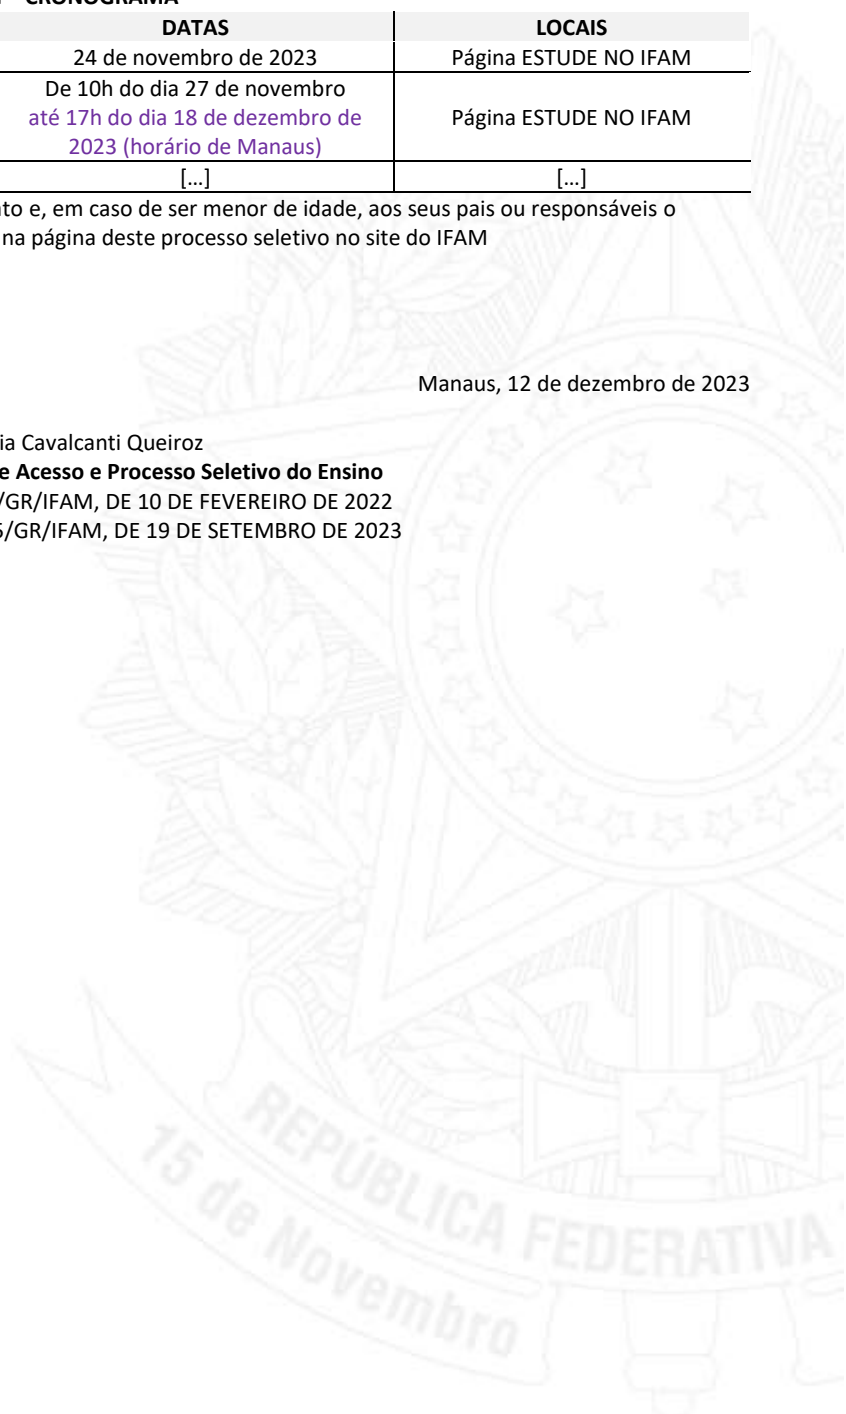 CRONOGRAMA
DATAS LOCAIS
24 de novembro de 2023 Página ESTUDE NO IFAM
De 10h do dia 27 de novembro
até 17h do dia 18 de dezembro de
2023 (horário de Manaus)
Página ESTUDE NO IFAM
[...] [...]
e, em caso de ser menor de idade, aos seus pais ou responsáveis o
na página deste processo seletivo no site do IFAM
Manaus, 12 de dezembro de 2023
Cavalcanti Queiroz
Acesso e Processo Seletivo do Ensino
/GR/IFAM, DE 10 DE FEVEREIRO DE 2022
/GR/IFAM, DE 19 DE SETEMBRO DE 2023
REPÚBLICA FEDERATIVA
15 de Novembro